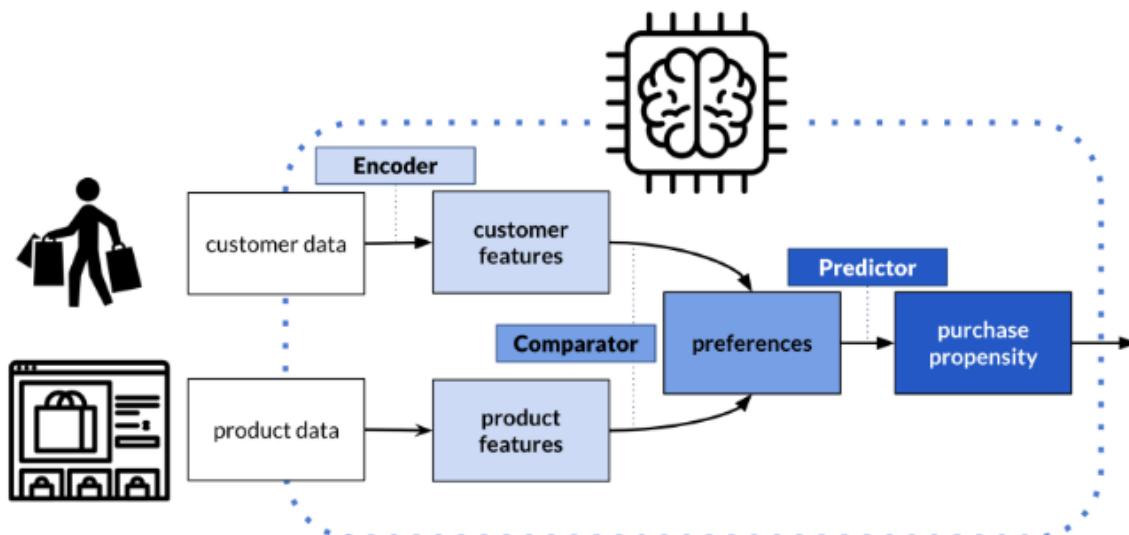 Encoder
customer data
customer
features
Predictor
Comparator
preferences
purchase
propensity
product data
product
features